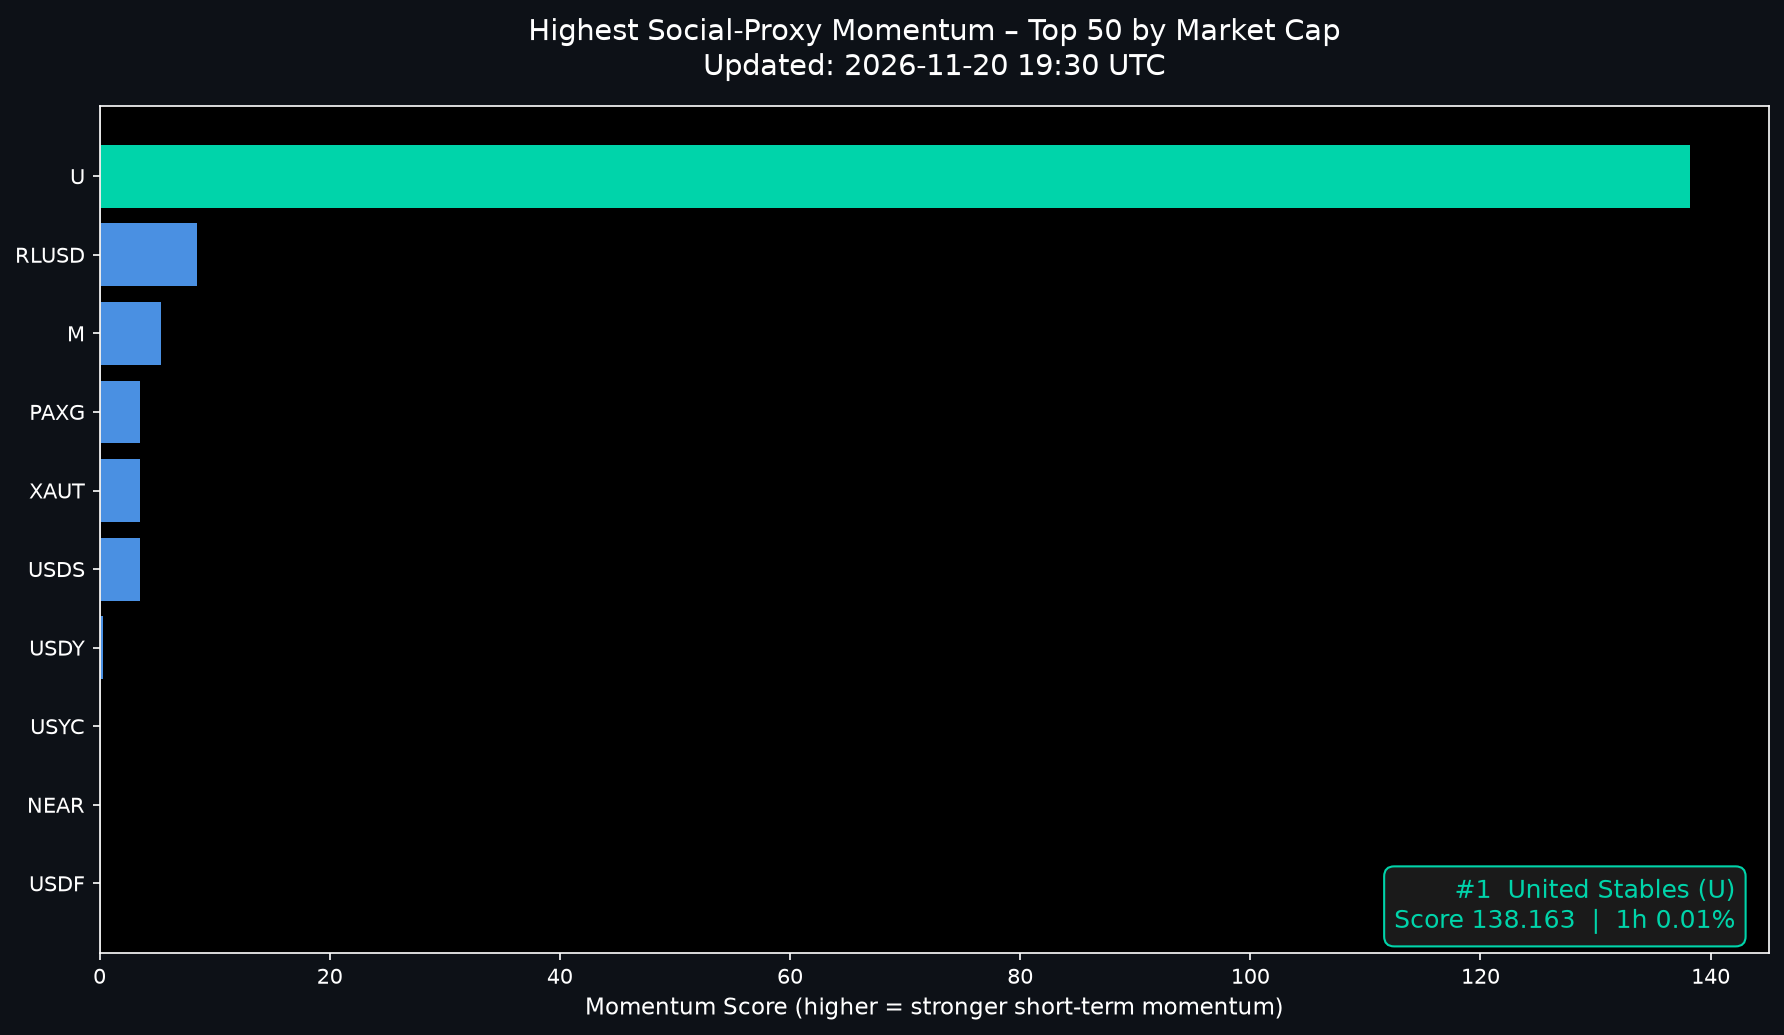 Highest Social-Proxy Momentum – Top 50 by Market Cap
Updated: 2026-11-20 19:30 UTC
U
RLUSD
M
PAXG
XAUT
USDS
USDY
USYC
NEAR
USDF
#1  United Stables (U)
Score 138.163  |  1h 0.01%
0 20 40 60 80 100 120 140
Momentum Score (higher = stronger short-term momentum)